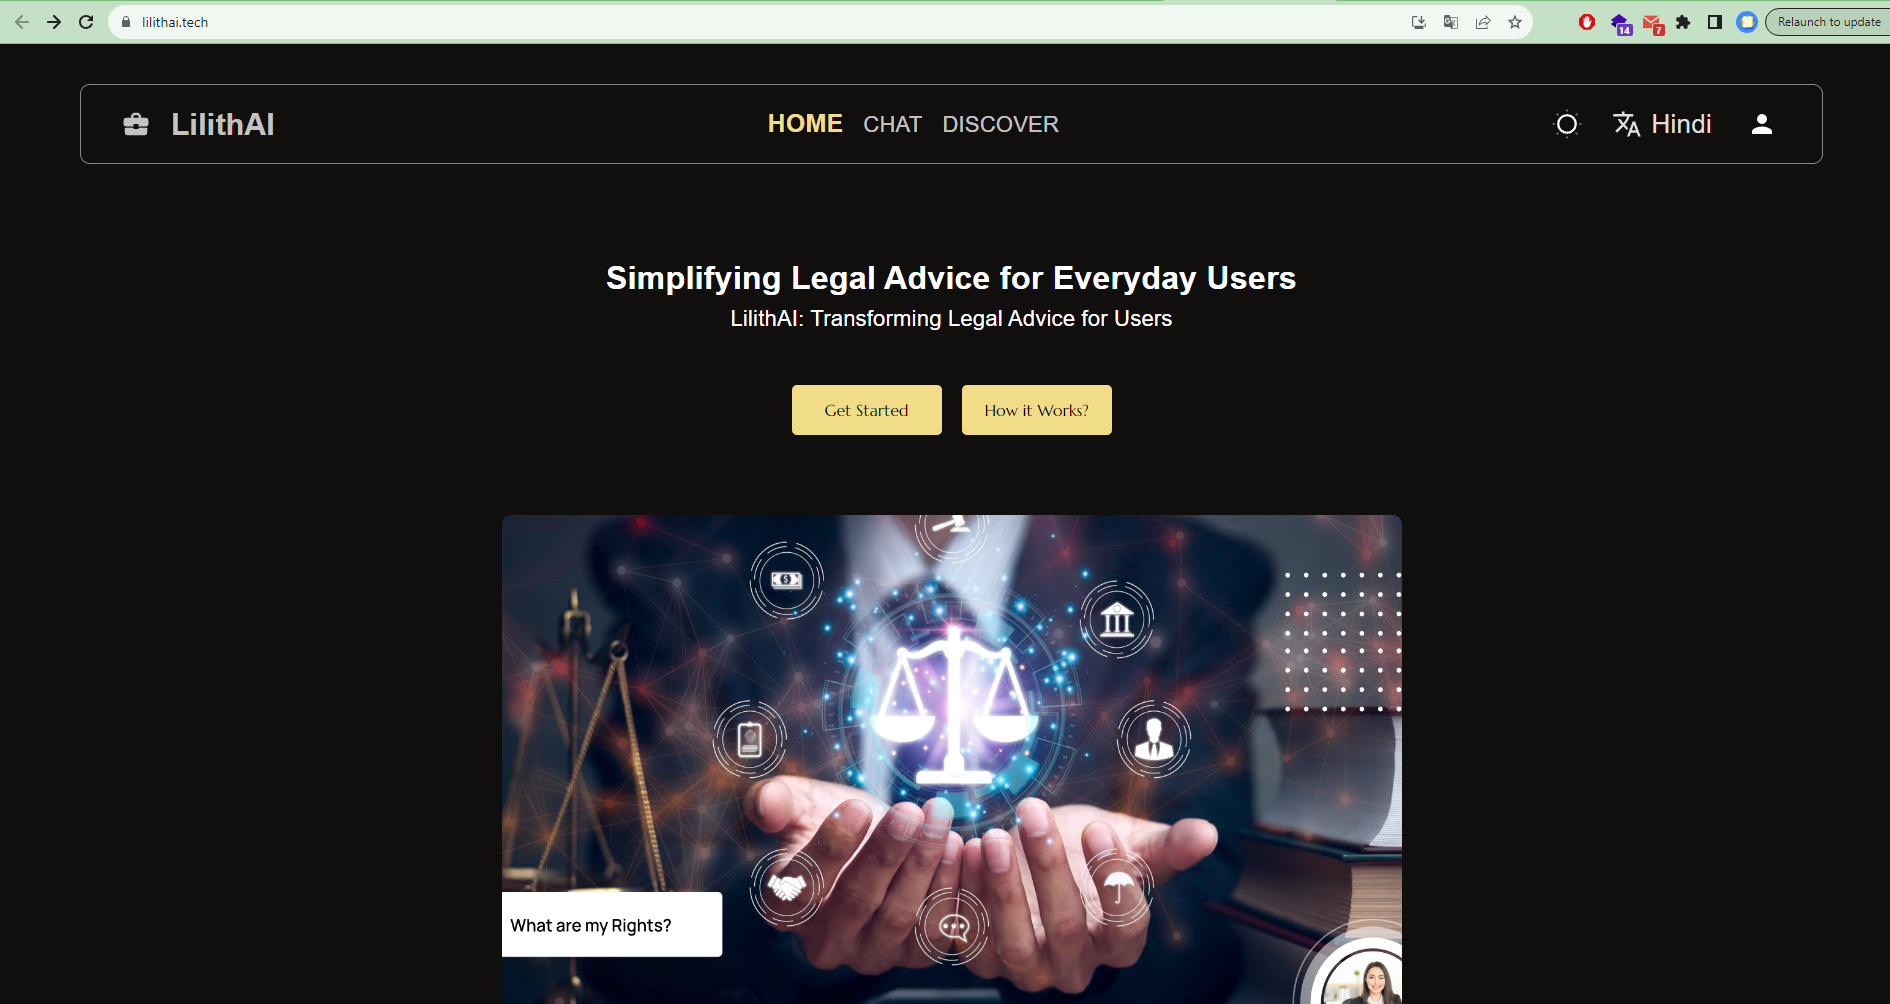 lilithai.tech
14
7
Relaunch to update
LilithAI
HOME CHAT DISCOVER
Hindi
Simplifying Legal Advice for Everyday Users
LilithAI: Transforming Legal Advice for Users
Get Started
How it Works?
$
What are my Rights?